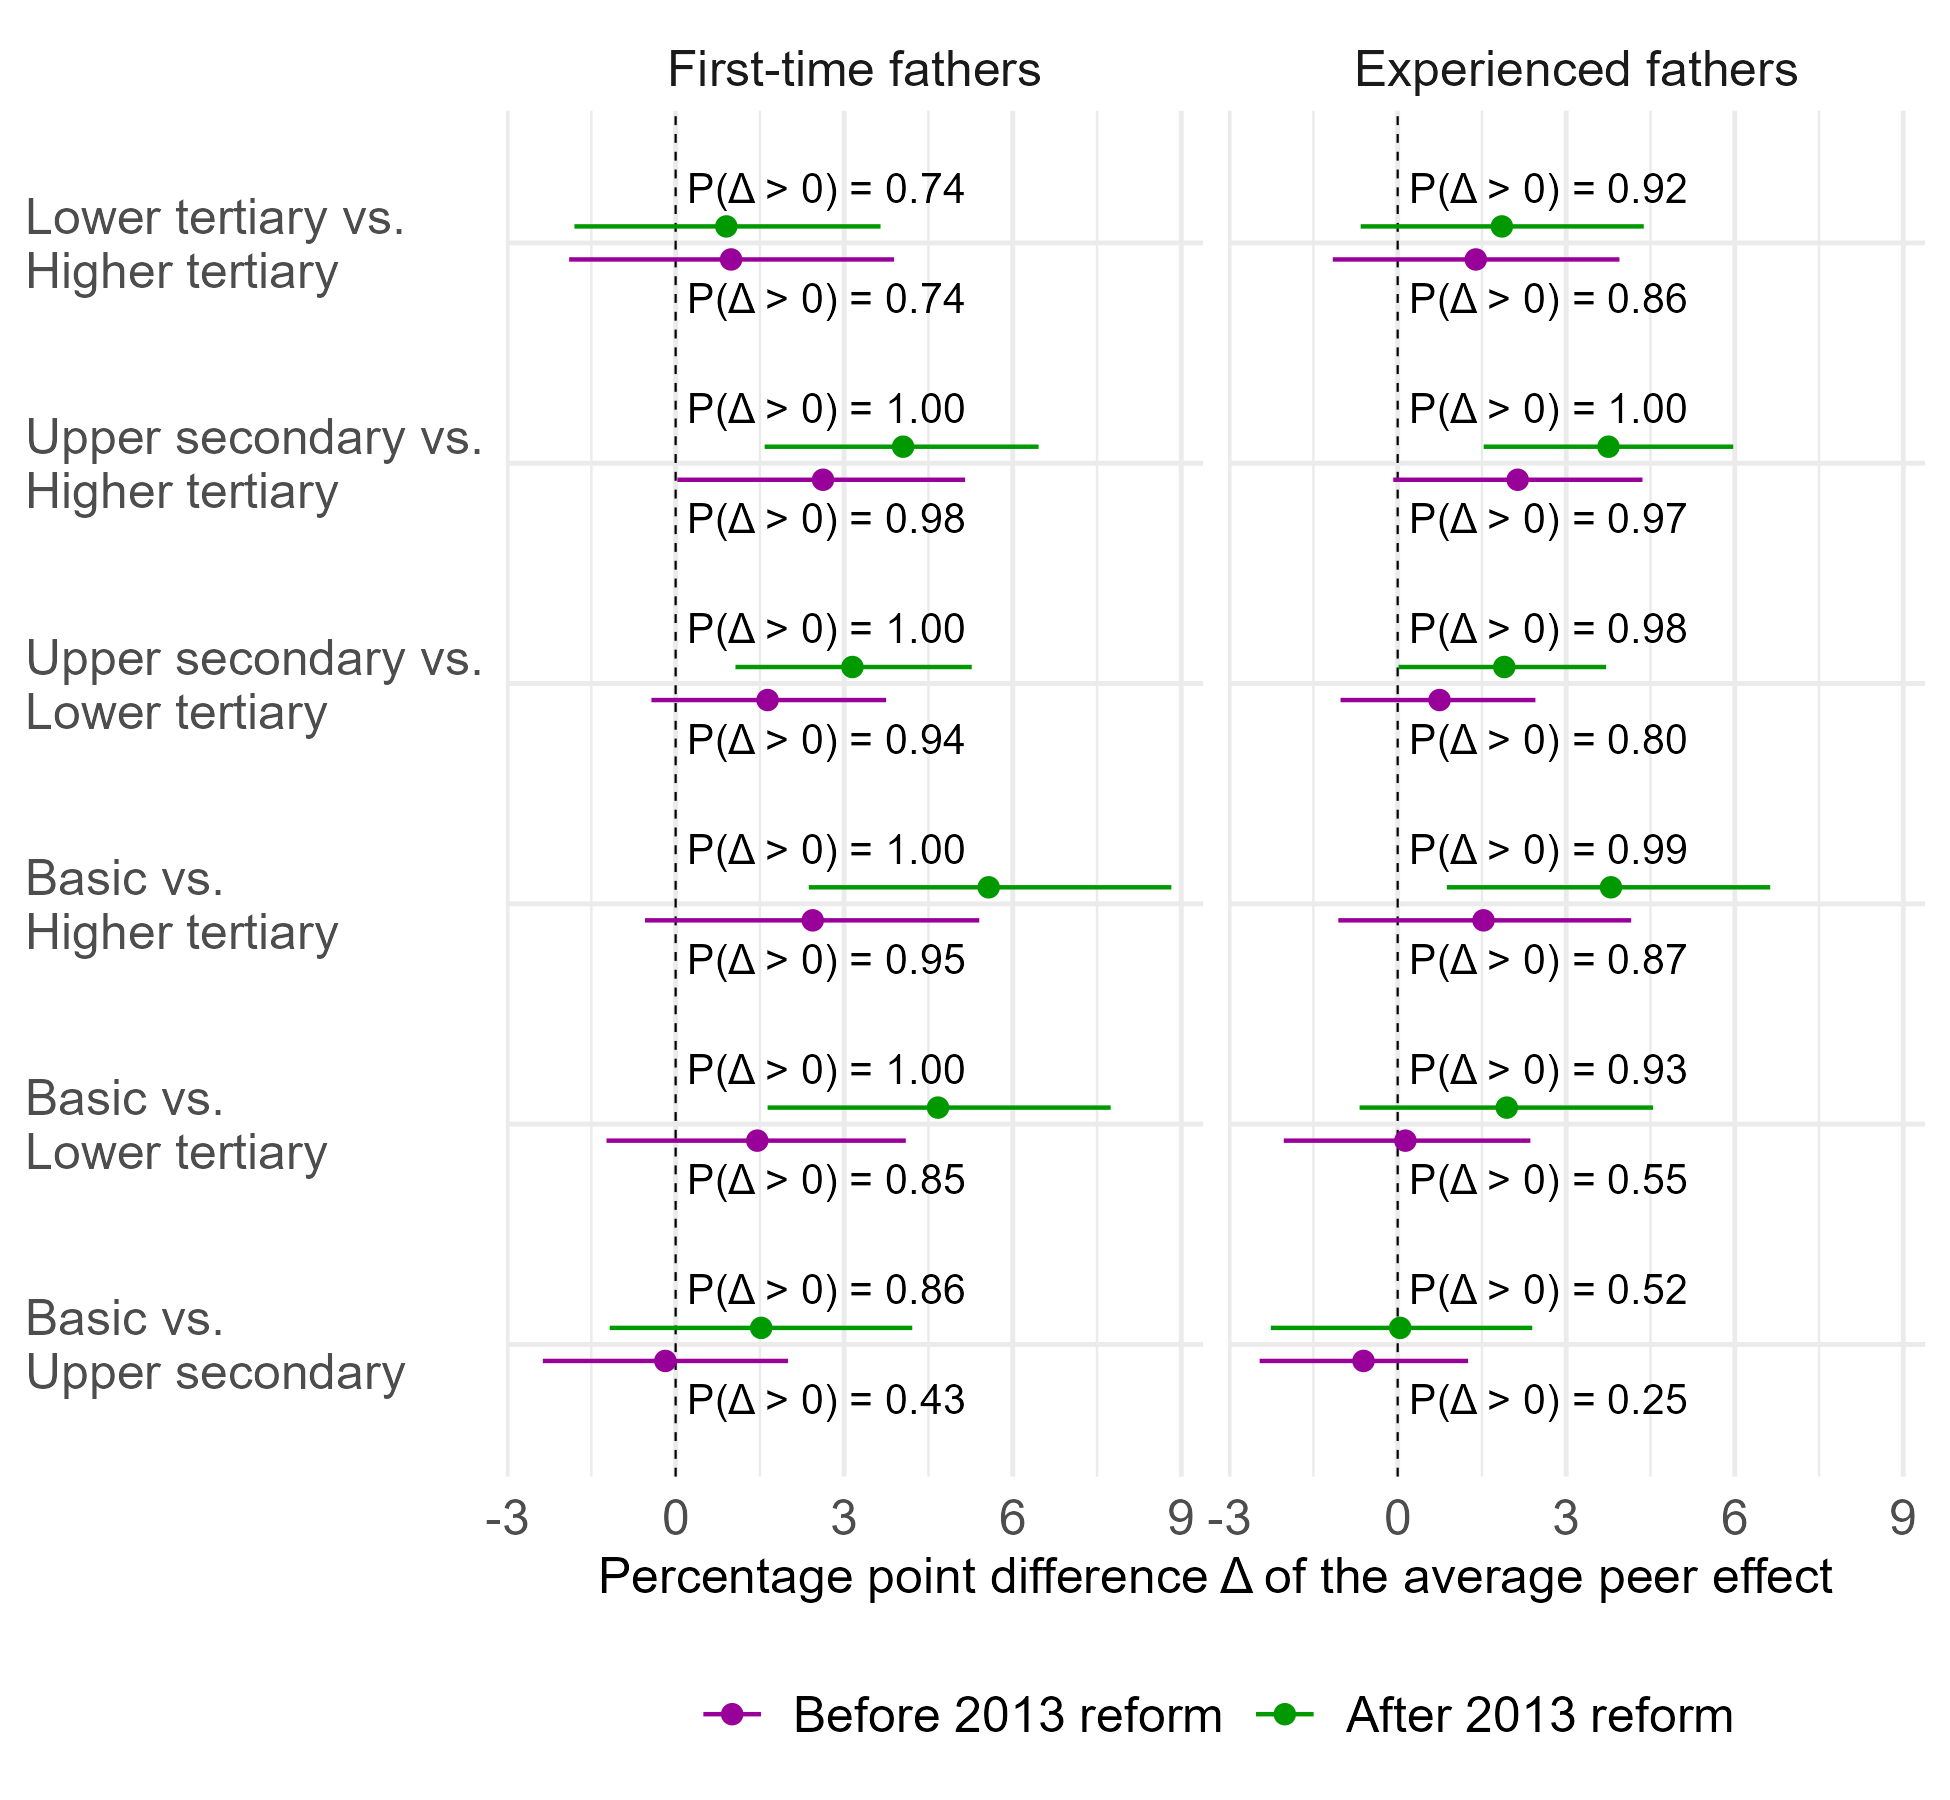 First-time fathers
Experienced fathers
Lower tertiary vs.
Higher tertiary
P(Δ > 0) = 0.74
P(Δ > 0) = 0.74
P(Δ > 0) = 0.92
P(Δ > 0) = 0.86
Upper secondary vs.
Higher tertiary
P(Δ > 0) = 1.00
P(Δ > 0) = 0.98
P(Δ > 0) = 1.00
P(Δ > 0) = 0.97
Upper secondary vs.
Lower tertiary
P(Δ > 0) = 1.00
P(Δ > 0) = 0.94
P(Δ > 0) = 0.98
P(Δ > 0) = 0.80
Basic vs.
Higher tertiary
P(Δ > 0) = 1.00
P(Δ > 0) = 0.95
P(Δ > 0) = 0.99
P(Δ > 0) = 0.87
Basic vs.
Lower tertiary
P(Δ > 0) = 1.00
P(Δ > 0) = 0.85
P(Δ > 0) = 0.93
P(Δ > 0) = 0.55
Basic vs.
Upper secondary
P(Δ > 0) = 0.86
P(Δ > 0) = 0.43
P(Δ > 0) = 0.52
P(Δ > 0) = 0.25
-3 0 3 6 9
-3 0 3 6 9
Percentage point difference Δ of the average peer effect
Before 2013 reform
After 2013 reform